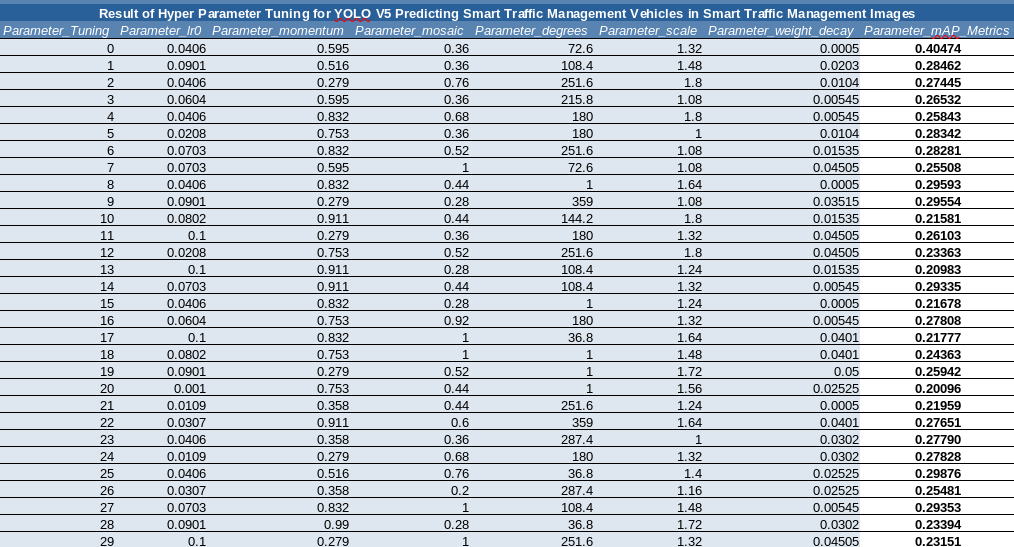 Result of Hyper Parameter Tuning for YOLO V5 Predicting Smart Traffic Management Vehicles in Smart Traffic Management Images
Parameter_Tuning Parameter_lr0 Parameter_momentum Parameter_mosaic Parameter_degrees Parameter_scale Parameter_weight_decay Parameter_mAP_Metrics
0 0.0406 0.595 0.36 72.6 1.32 0.0005 0.40474
1 0.0901 0.516 0.36 108.4 1.48 0.0203 0.28462
2 0.0406 0.279 0.76 251.6 1.8 0.0104 0.27445
3 0.0604 0.595 0.36 215.8 1.08 0.00545 0.26532
4 0.0406 0.832 0.68 180 1.8 0.00545 0.25843
5 0.0208 0.753 0.36 180 1 0.0104 0.28342
6 0.0703 0.832 0.52 251.6 1.08 0.01535 0.28281
7 0.0703 0.595 1 72.6 1.08 0.04505 0.25508
8 0.0406 0.832 0.44 1 1.64 0.0005 0.29593
9 0.0901 0.279 0.28 359 1.08 0.03515 0.29554
10 0.0802 0.911 0.44 144.2 1.8 0.01535 0.21581
11 0.1 0.279 0.36 180 1.32 0.04505 0.26103
12 0.0208 0.753 0.52 251.6 1.8 0.04505 0.23363
13 0.1 0.911 0.28 108.4 1.24 0.01535 0.20983
14 0.0703 0.911 0.44 108.4 1.32 0.00545 0.29335
15 0.0406 0.832 0.28 1 1.24 0.0005 0.21678
16 0.0604 0.753 0.92 180 1.32 0.00545 0.27808
17 0.1 0.832 1 36.8 1.64 0.0401 0.21777
18 0.0802 0.753 1 1 1.48 0.0401 0.24363
19 0.0901 0.279 0.52 1 1.72 0.05 0.25942
20 0.001 0.753 0.44 1 1.56 0.02525 0.20096
21 0.0109 0.358 0.44 251.6 1.24 0.0005 0.21959
22 0.0307 0.911 0.6 359 1.64 0.0401 0.27651
23 0.0406 0.358 0.36 287.4 1 0.0302 0.27790
24 0.0109 0.279 0.68 180 1.32 0.0302 0.27828
25 0.0406 0.516 0.76 36.8 1.4 0.02525 0.29876
26 0.0307 0.358 0.2 287.4 1.16 0.02525 0.25481
27 0.0703 0.832 1 108.4 1.48 0.00545 0.29353
28 0.0901 0.99 0.28 36.8 1.72 0.0302 0.23394
29 0.1 0.279 1 251.6 1.32 0.04505 0.23151